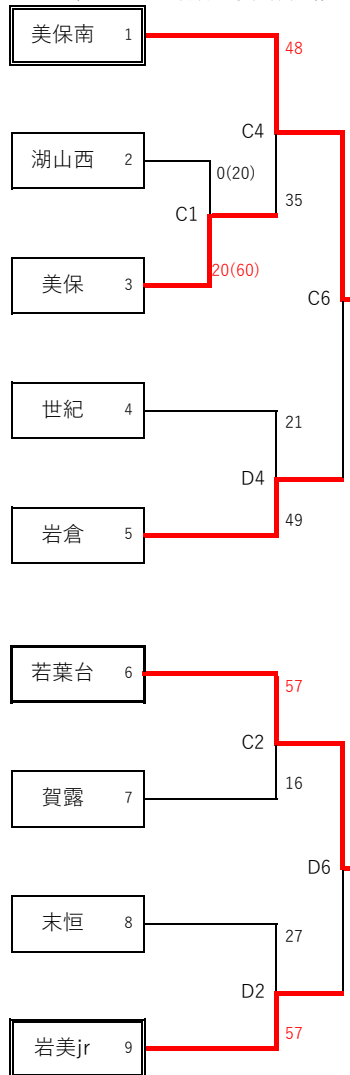 美保南 1
48
C4
湖山西 2
0(20)
35
C1
美保 3
20(60)
C6
世紀 4
21
D4
49
岩倉 5
若葉台 6
57
C2
16
賀露 7
D6
末恒 8
27
D2
57
岩美jr 9